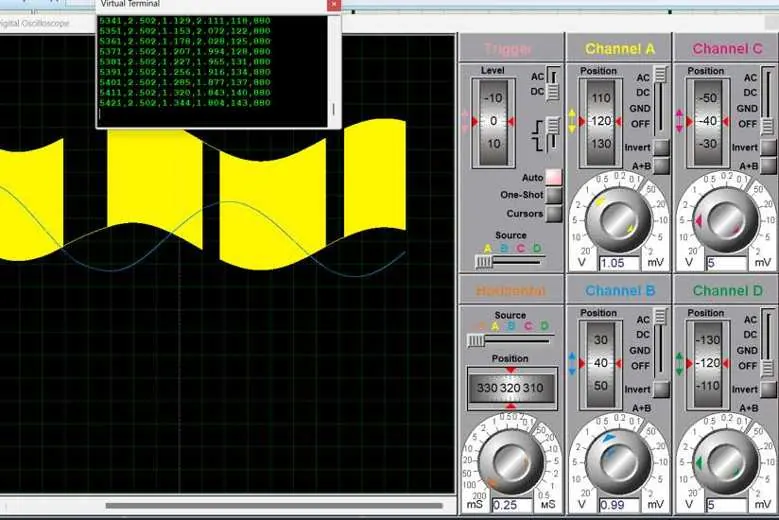 Virtual Terminal
Digital Oscilloscope
5341,2.502,1.129,2.111,118,880
5351,2.502,1.153,2.072,122,880
5361,2.502,1.178,2.028,125,880
5371,2.502,1.207,1.994,128,880
5381,2.502,1.227,1.965,131,880
5391,2.502,1.256,1.916,134,880
5401,2.502,1.285,1.877,137,880
5411,2.502,1.320,1.843,140,880
5421,2.502,1.344,1.804,143,880
Trigger
Level
-10
0
10
AC
DC
Auto
One-Shot
Cursors
Source
A B C D
Channel A
Position
110
120
130
AC
DC
GND
OFF
Invert
A+B
V 1.05 mV
Channel C
Position
-50
-40
-30
AC
DC
GND
OFF
Invert
A+B
V 5 mV
Horizontal
Source
A B C D
Position
330 320 310
mS 0.25 мS
Channel B
Position
30
40
50
AC
DC
GND
OFF
Invert
A+B
V 0.99 mV
Channel D
Position
-130
-120
-110
AC
DC
GND
OFF
Invert
A+B
V 5 mV